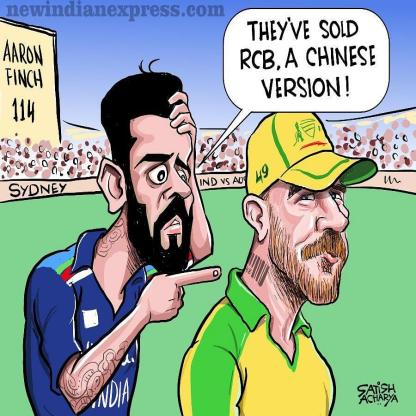 newindianexpress.com
AARON
FINCH
114
THEY'VE SOLD
RCB, A CHINESE
VERSION!
SYDNEY
IND VS AUS
49
INDIA
SATISH
ACHARYA